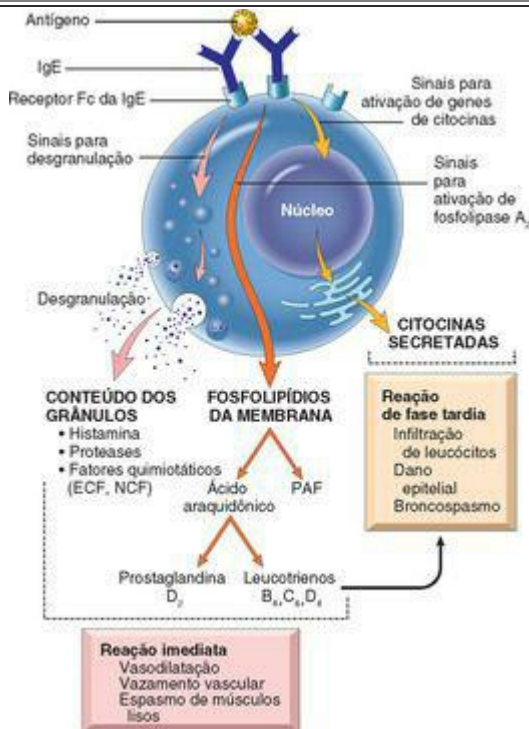 Antígeno
IgE
Receptor Fc da IgE
Sinais para
desgranulação
Sinais para
ativação de genes
de citocinas
Núcleo
Sinais
para
ativação de
fosfolipase A₂
Desgranulação
CITOCINAS
SECRETADAS
CONTEÚDO DOS
GRÂNULOS
• Histamina
• Proteases
• Fatores quimiotáticos
(ECF, NCF)
FOSFOLIPÍDIOS
DA MEMBRANA
Ácido
araquidônico
PAF
Prostaglandina
D₂
Leucotrienos
Reação
de fase tardia
Infiltração
de leucócitos
Dano
epitelial
Broncospasmo
Reação imediata
Vasodilatação
Vazamento vascular
Espasmo de músculos
lisos